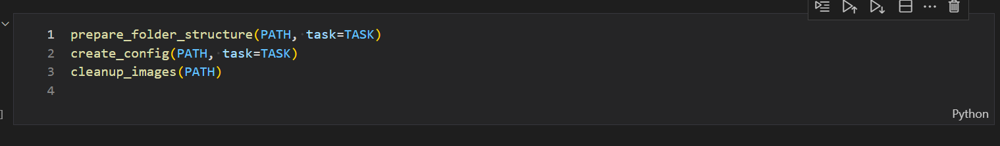 1 prepare_folder_structure(PATH, task=TASK)
2 create_config(PATH, task=TASK)
3 cleanup_images(PATH)
4
]
Python